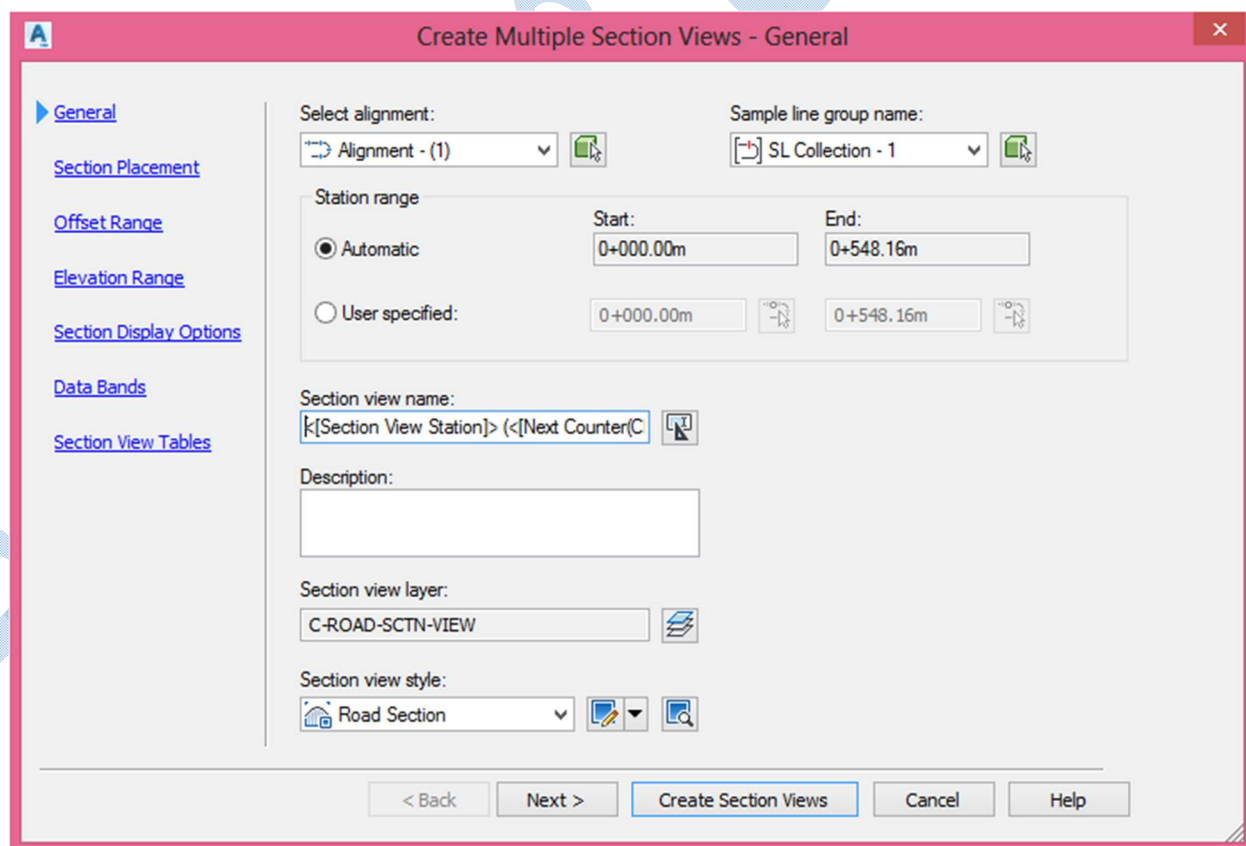 Create Multiple Section Views - General
General
Section Placement
Offset Range
Elevation Range
Section Display Options
Data Bands
Section View Tables
Select alignment:
Alignment - (1)
Sample line group name:
SL Collection - 1
Station range
Start:
End:
Automatic
0+000.00m
0+548.16m
User specified:
0+000.00m
0+548.16m
Section view name:
<[Section View Station]> (<[Next Counter(C
Description:
Section view layer:
C-ROAD-SCTN-VIEW
Section view style:
Road Section
< Back
Next >
Create Section Views
Cancel
Help